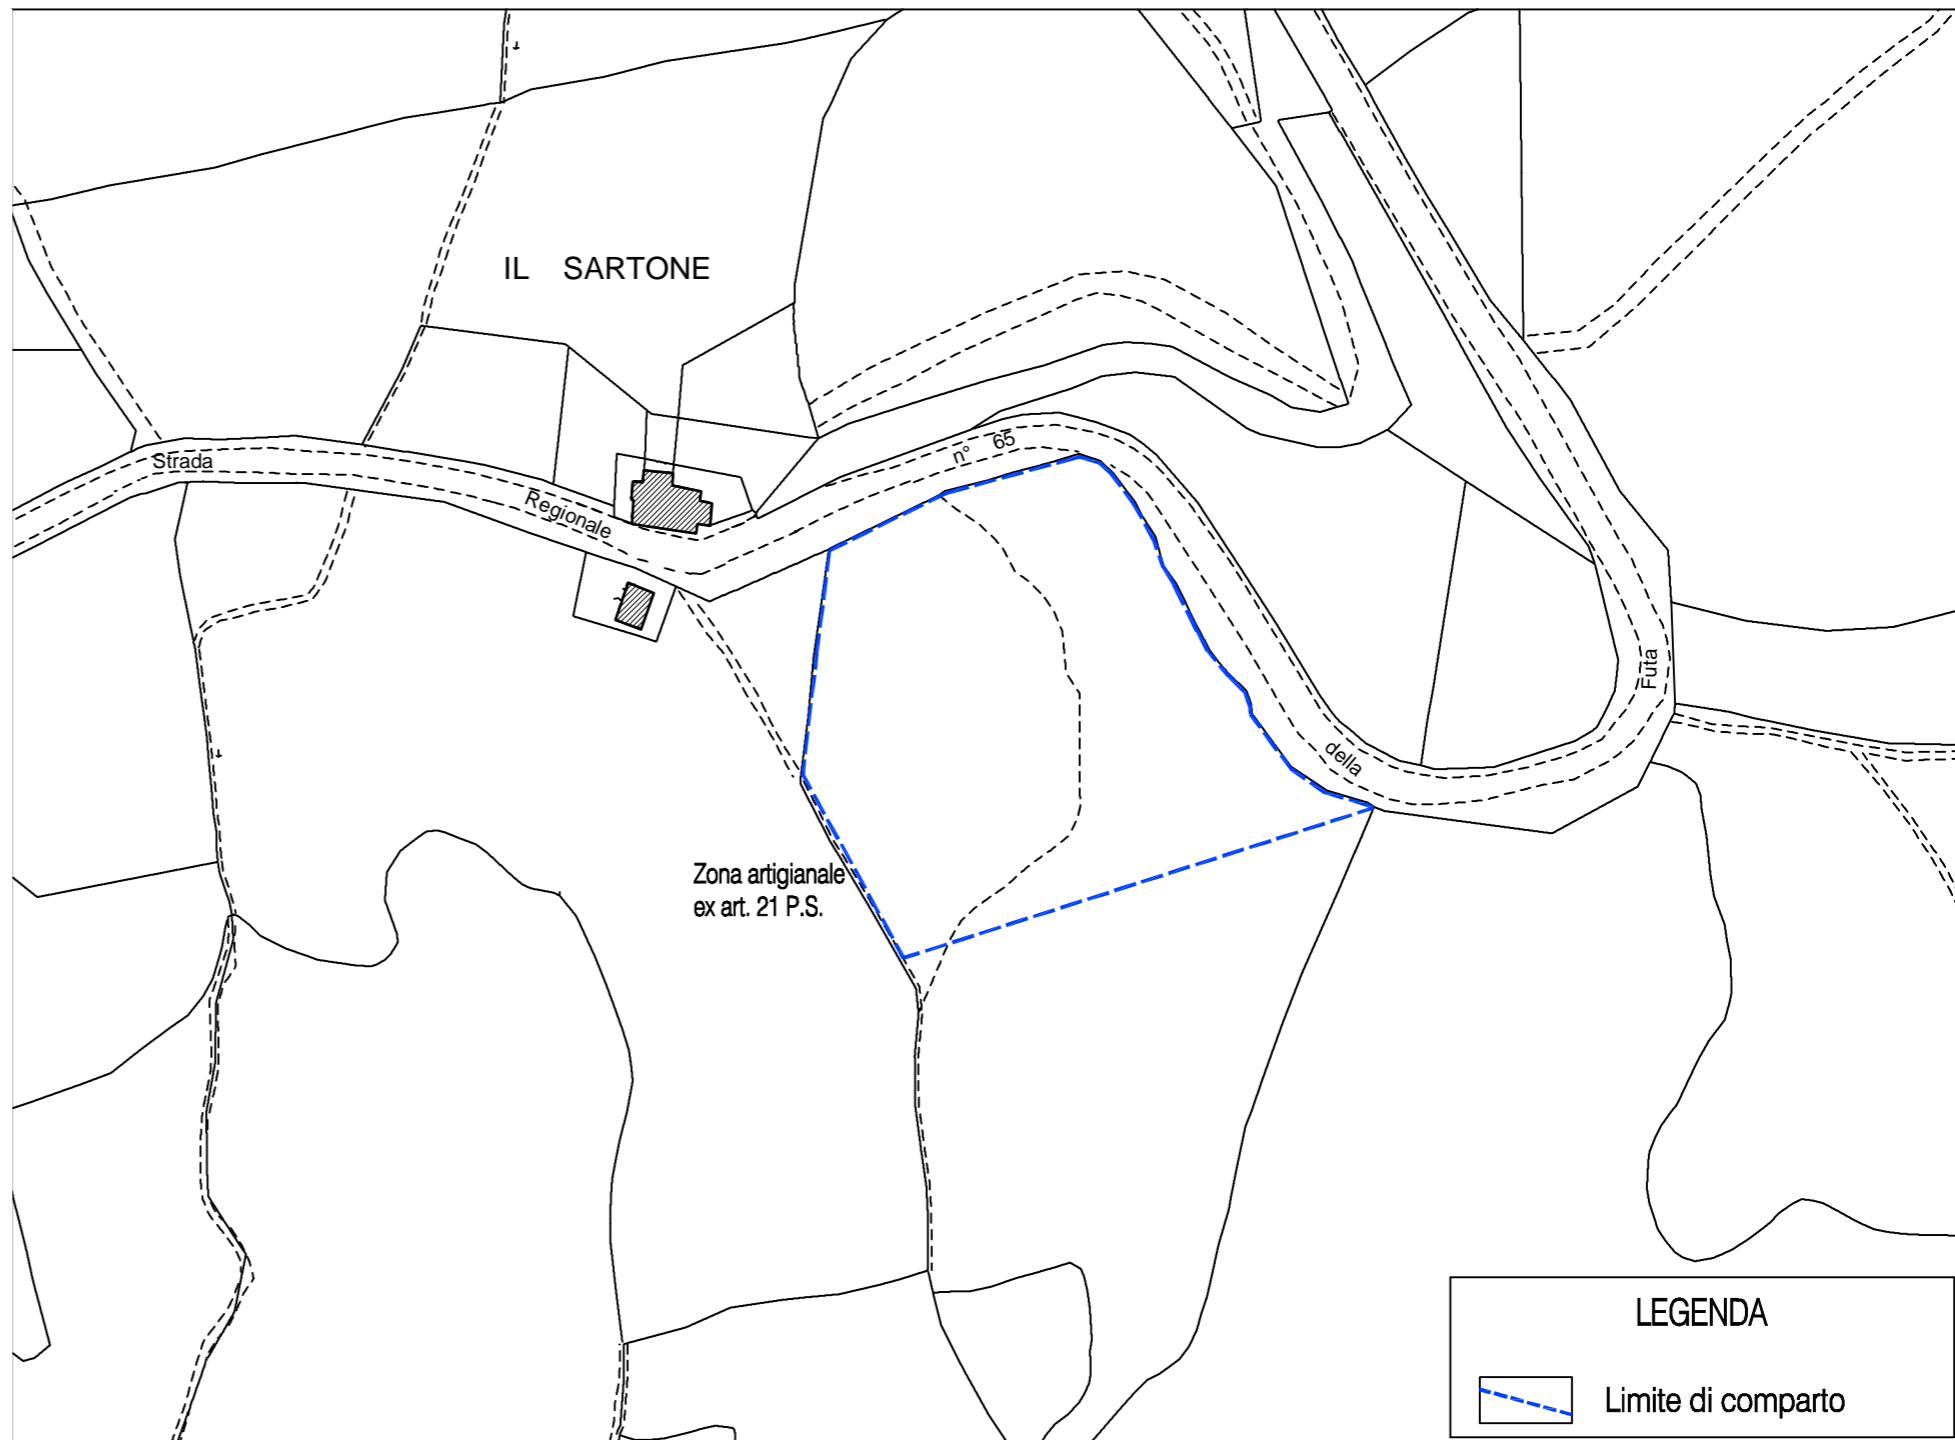 IL SARTONE
n° 65
Strada
Regionale
Futa
della
Zona artigianale
ex art. 21 P.S.
LEGENDA
Limite di comparto